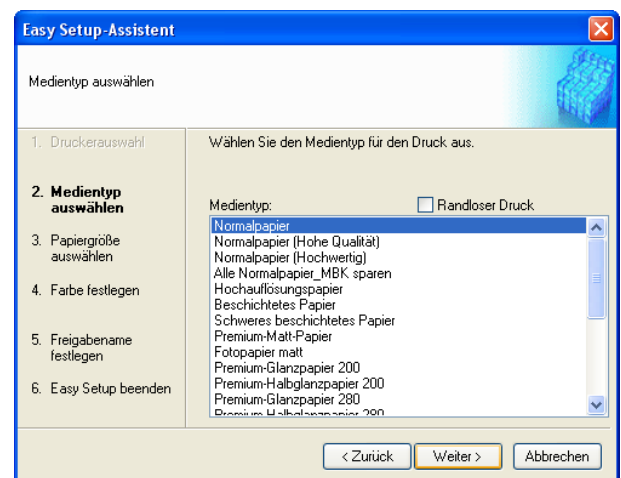 Easy Setup-Assistent
Medientyp auswählen
1. Druckerauswahl
2. Medientyp
auswählen
3. Papiergröße
auswählen
4. Farbe festlegen
5. Freigabename
festlegen
6. Easy Setup beenden
Wählen Sie den Medientyp für den Druck aus.
Medientyp:
Randloser Druck
Normalpapier
Normalpapier (Hohe Qualität)
Normalpapier (Hochwertig)
Alle Normalpapier_MBK sparen
Hochauflösungspapier
Beschichtetes Papier
Schweres beschichtetes Papier
Premium-Matt-Papier
Fotopapier matt
Premium-Glanzpapier 200
Premium-Halbglanzpapier 200
Premium-Glanzpapier 280
Premium-Halbglanzpapier 280
< Zurück
Weiter >
Abbrechen